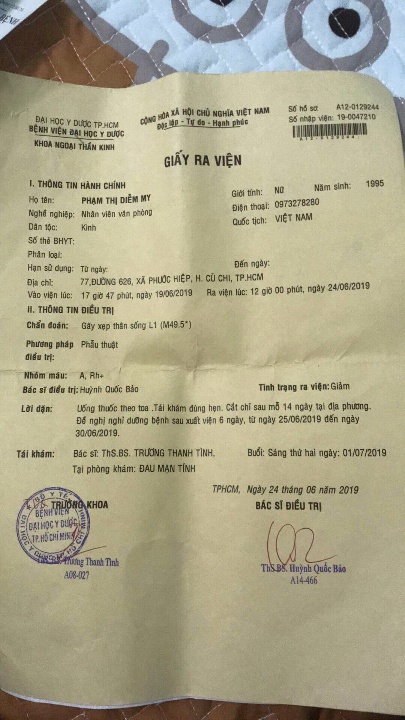 ĐẠI HỌC Y DƯỢC TP.HCM
BỆNH VIỆN ĐẠI HỌC Y DƯỢC
KHOA NGOẠI THẦN KINH
CỘNG HÒA XÃ HỘI CHỦ NGHĨA VIỆT NAM
Độc lập - Tự do - Hạnh phúc
Số hồ sơ: A12-0129244
Số nhập viện: 19-0047210
A12-0129244
GIẤY RA VIỆN
I. THÔNG TIN HÀNH CHÍNH
Họ tên: PHẠM THỊ DIỄM MY Giới tính: Nữ Năm sinh: 1995
Nghề nghiệp: Nhân viên văn phòng Điện thoại: 0973278280
Dân tộc: Kinh Quốc tịch: VIỆT NAM
Số thẻ BHYT:
Phân loại:
Hạn sử dụng: Từ ngày: Đến ngày:
Địa chỉ: 77,ĐƯỜNG 626, XÃ PHƯỚC HIỆP, H. CỦ CHI, TP.HCM
Vào viện lúc: 17 giờ 47 phút, ngày 19/06/2019 Ra viện lúc: 12 giờ 00 phút, ngày 24/06/2019
II. THÔNG TIN ĐIỀU TRỊ
Chẩn đoán: Gãy xẹp thân sống L1 (M49.5*)
Phương pháp điều trị: Phẫu thuật
Nhóm máu: A, Rh+
Bác sĩ điều trị: Huỳnh Quốc Bảo Tình trạng ra viện: Giảm
Lời dặn: Uống thuốc theo toa .Tái khám đúng hẹn. Cắt chỉ sau mỗ 14 ngày tại địa phương.
Đề nghị nghỉ dưỡng bệnh sau xuất viện 6 ngày, từ ngày 25/06/2019 đến ngày
30/06/2019.
Tái khám: Bác sĩ: ThS.BS. TRƯƠNG THANH TÌNH. Buổi: Sáng thứ hai ngày: 01/07/2019
Tại phòng khám: ĐAU MẠN TÍNH
TPHCM, Ngày 24 tháng 06 năm 2019
TRƯỞNG KHOA
BÁC SĨ ĐIỀU TRỊ
BỘ Y TẾ
BỆNH VIỆN
ĐẠI HỌC Y DƯỢC
TP.HỒ CHÍ MINH
ThS.BS. Trương Thanh Tình
A08-027
ThS.BS. Huỳnh Quốc Bảo
A14-466